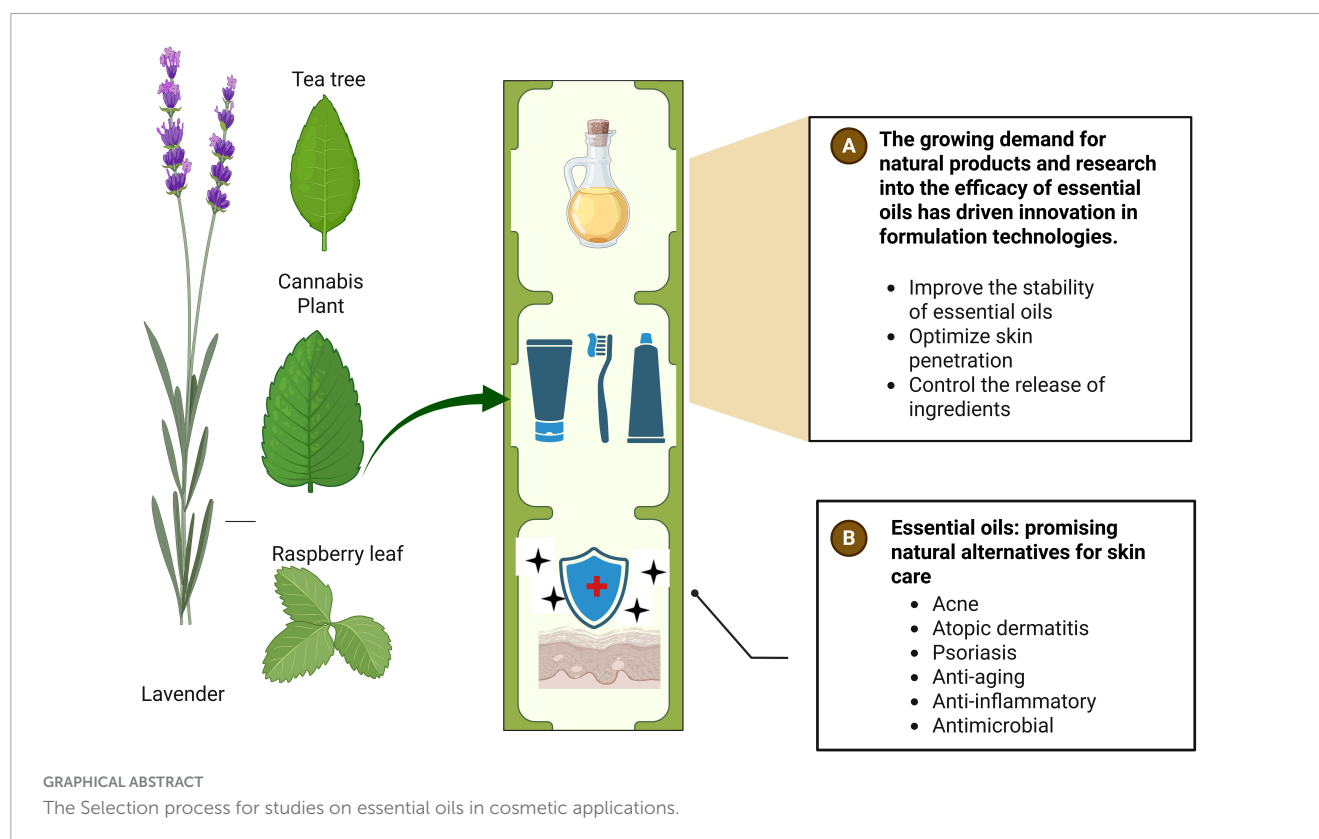 Tea tree
Cannabis
Plant
Raspberry leaf
Lavender
A
The growing demand for
natural products and research
into the efficacy of essential
oils has driven innovation in
formulation technologies.
• Improve the stability
of essential oils
• Optimize skin
penetration
• Control the release of
ingredients
B
Essential oils: promising
natural alternatives for skin
care
• Acne
• Atopic dermatitis
• Psoriasis
• Anti-aging
• Anti-inflammatory
• Antimicrobial
GRAPHICAL ABSTRACT
The Selection process for studies on essential oils in cosmetic applications.